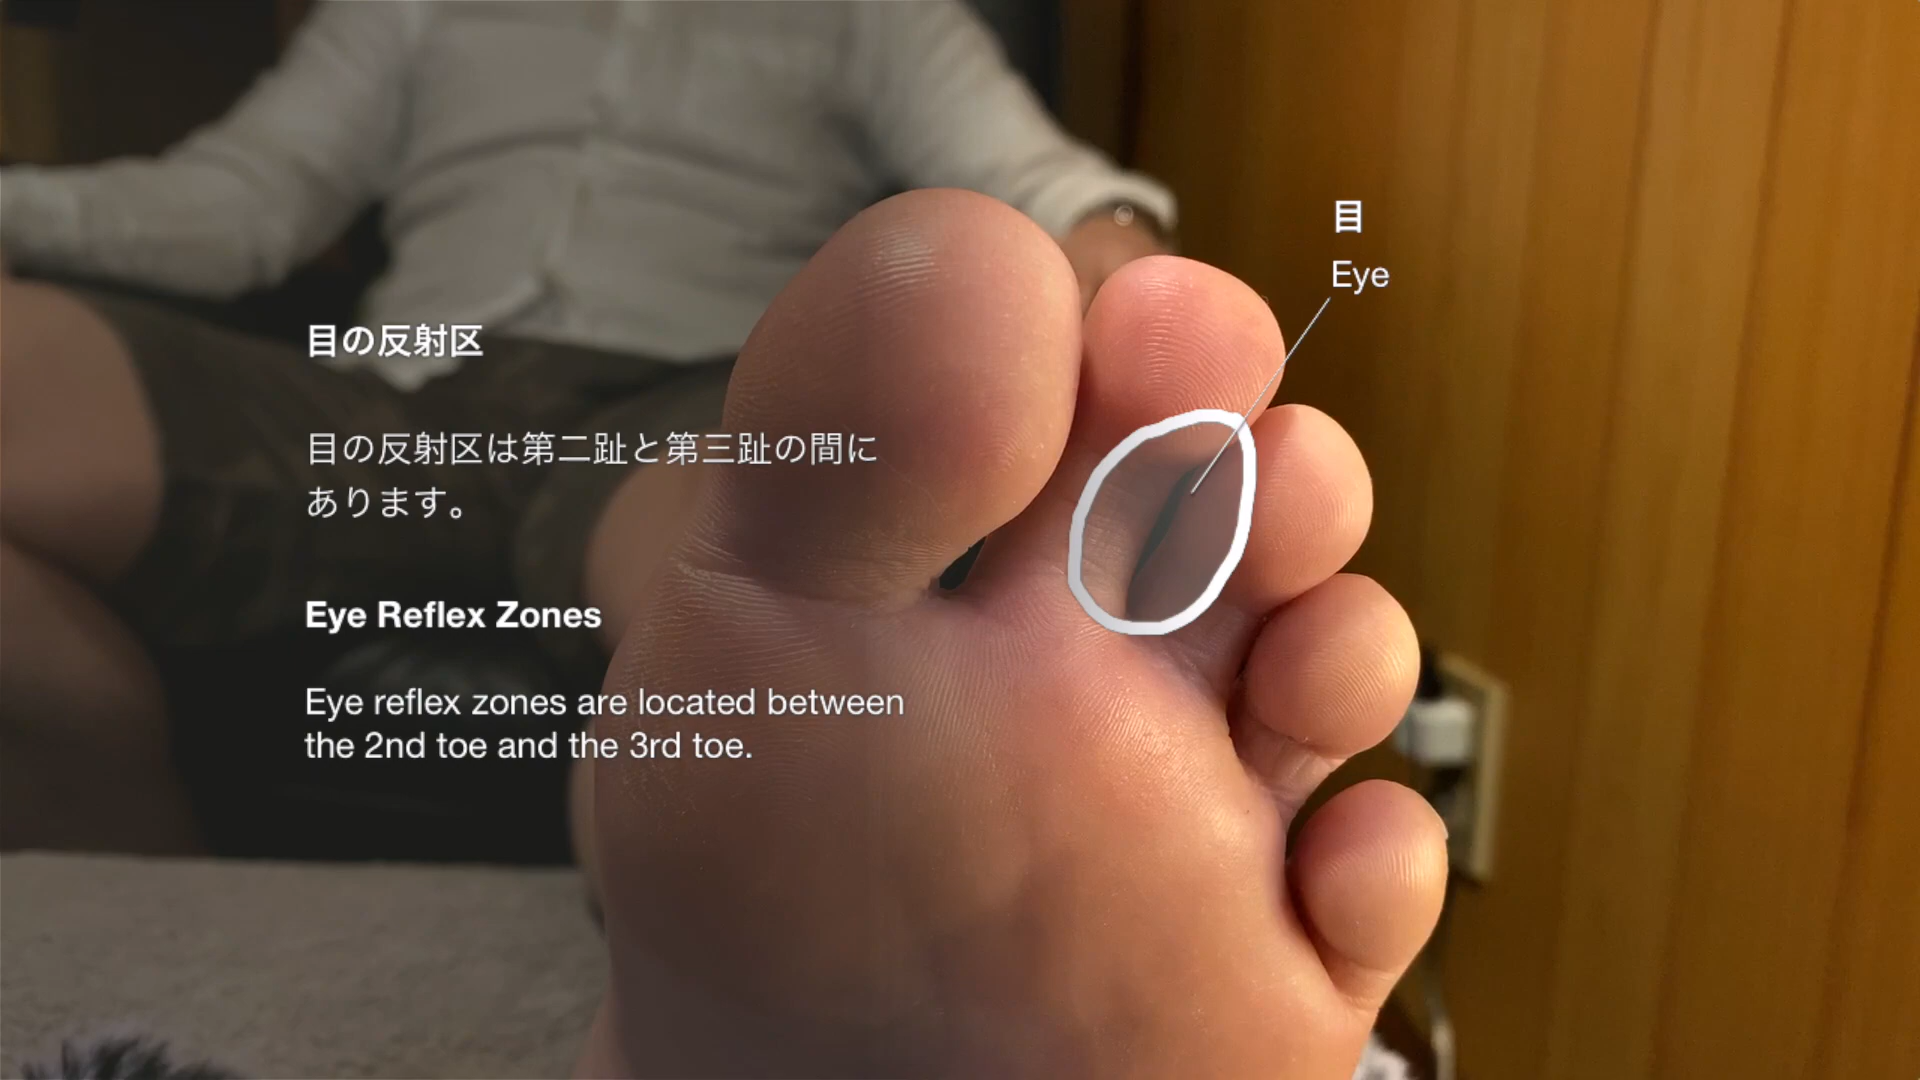 目
Eye
目の反射区
目の反射区は第二趾と第三趾の間に
あります。
Eye Reflex Zones
Eye reflex zones are located between
the 2nd toe and the 3rd toe.